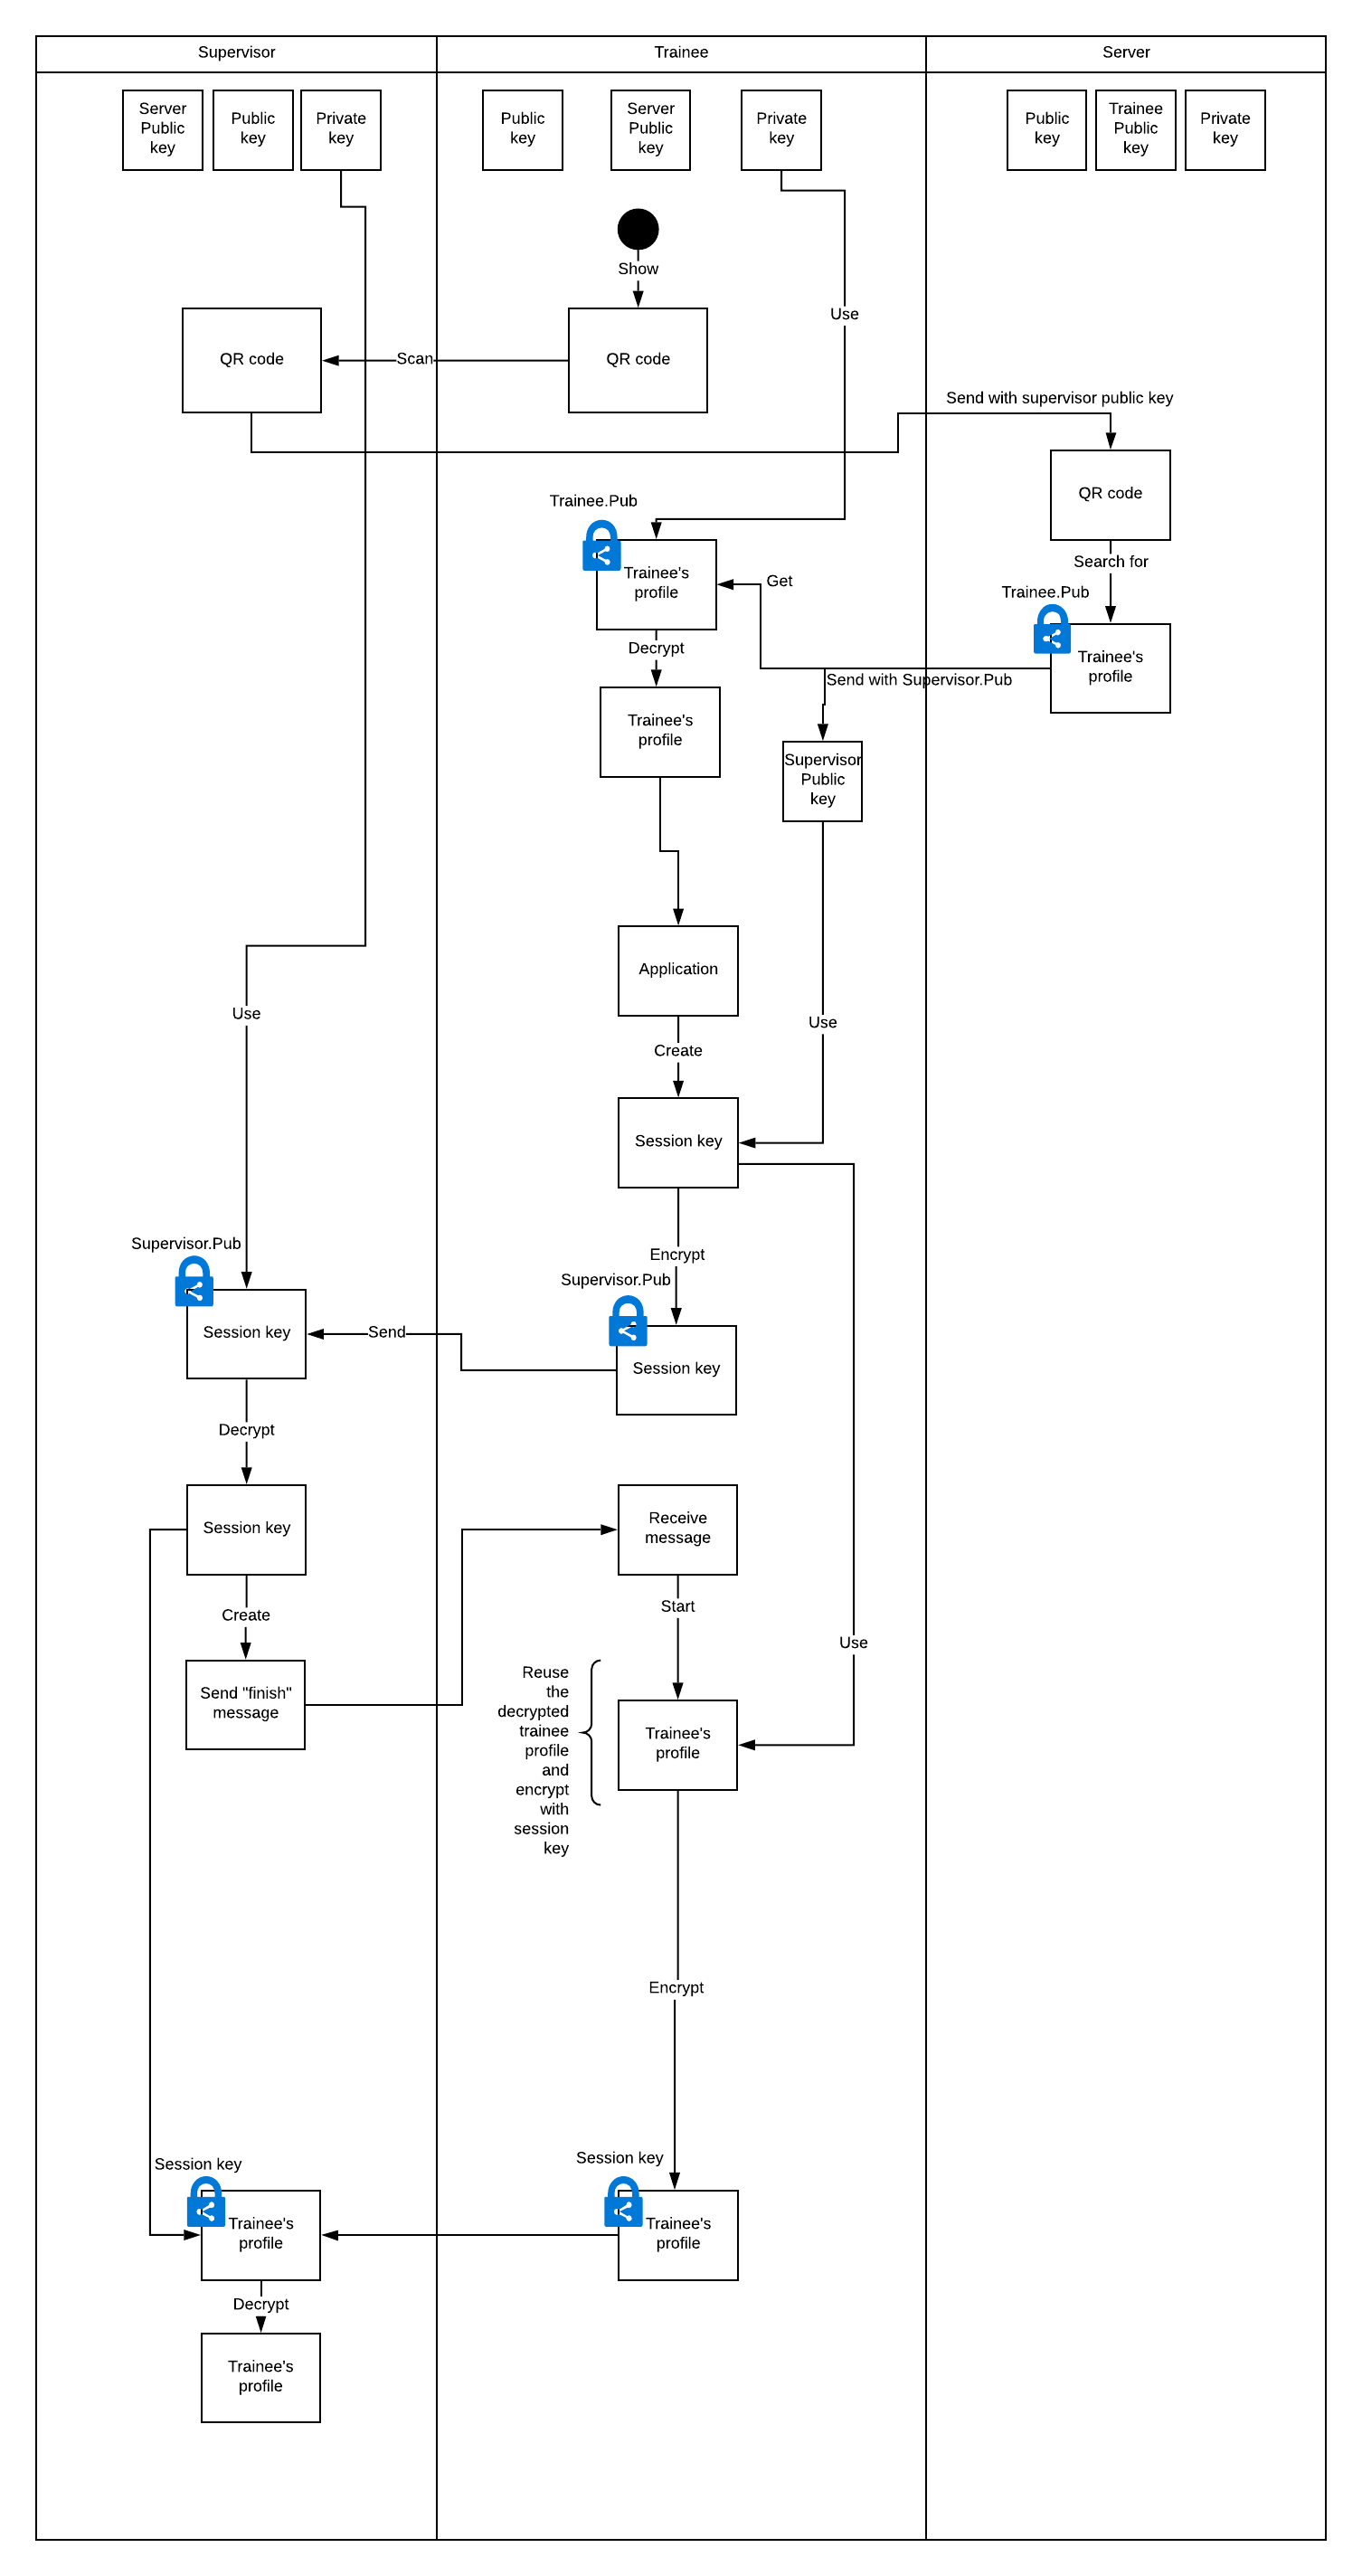 Supervisor
Trainee
Server
Server
Public
key
Public
key
Private
key
Public
key
Server
Public
key
Private
key
Public
key
Trainee
Public
key
Private
key
Show
Use
QR code
Scan
QR code
Send with supervisor public key
QR code
Trainee.Pub
Search for
Trainee's
profile
Get
Trainee.Pub
Decrypt
Trainee's
profile
Send with Supervisor.Pub
Trainee's
profile
Supervisor
Public
key
Application
Use
Use
Create
Session key
Supervisor.Pub
Encrypt
Supervisor.Pub
Session key
Send
Session key
Decrypt
Session key
Receive
message
Create
Start
Use
Send "finish"
message
Reuse
the
decrypted
trainee
profile
and
encrypt
with
session
key
Trainee's
profile
Encrypt
Session key
Session key
Trainee's
profile
Trainee's
profile
Decrypt
Trainee's
profile